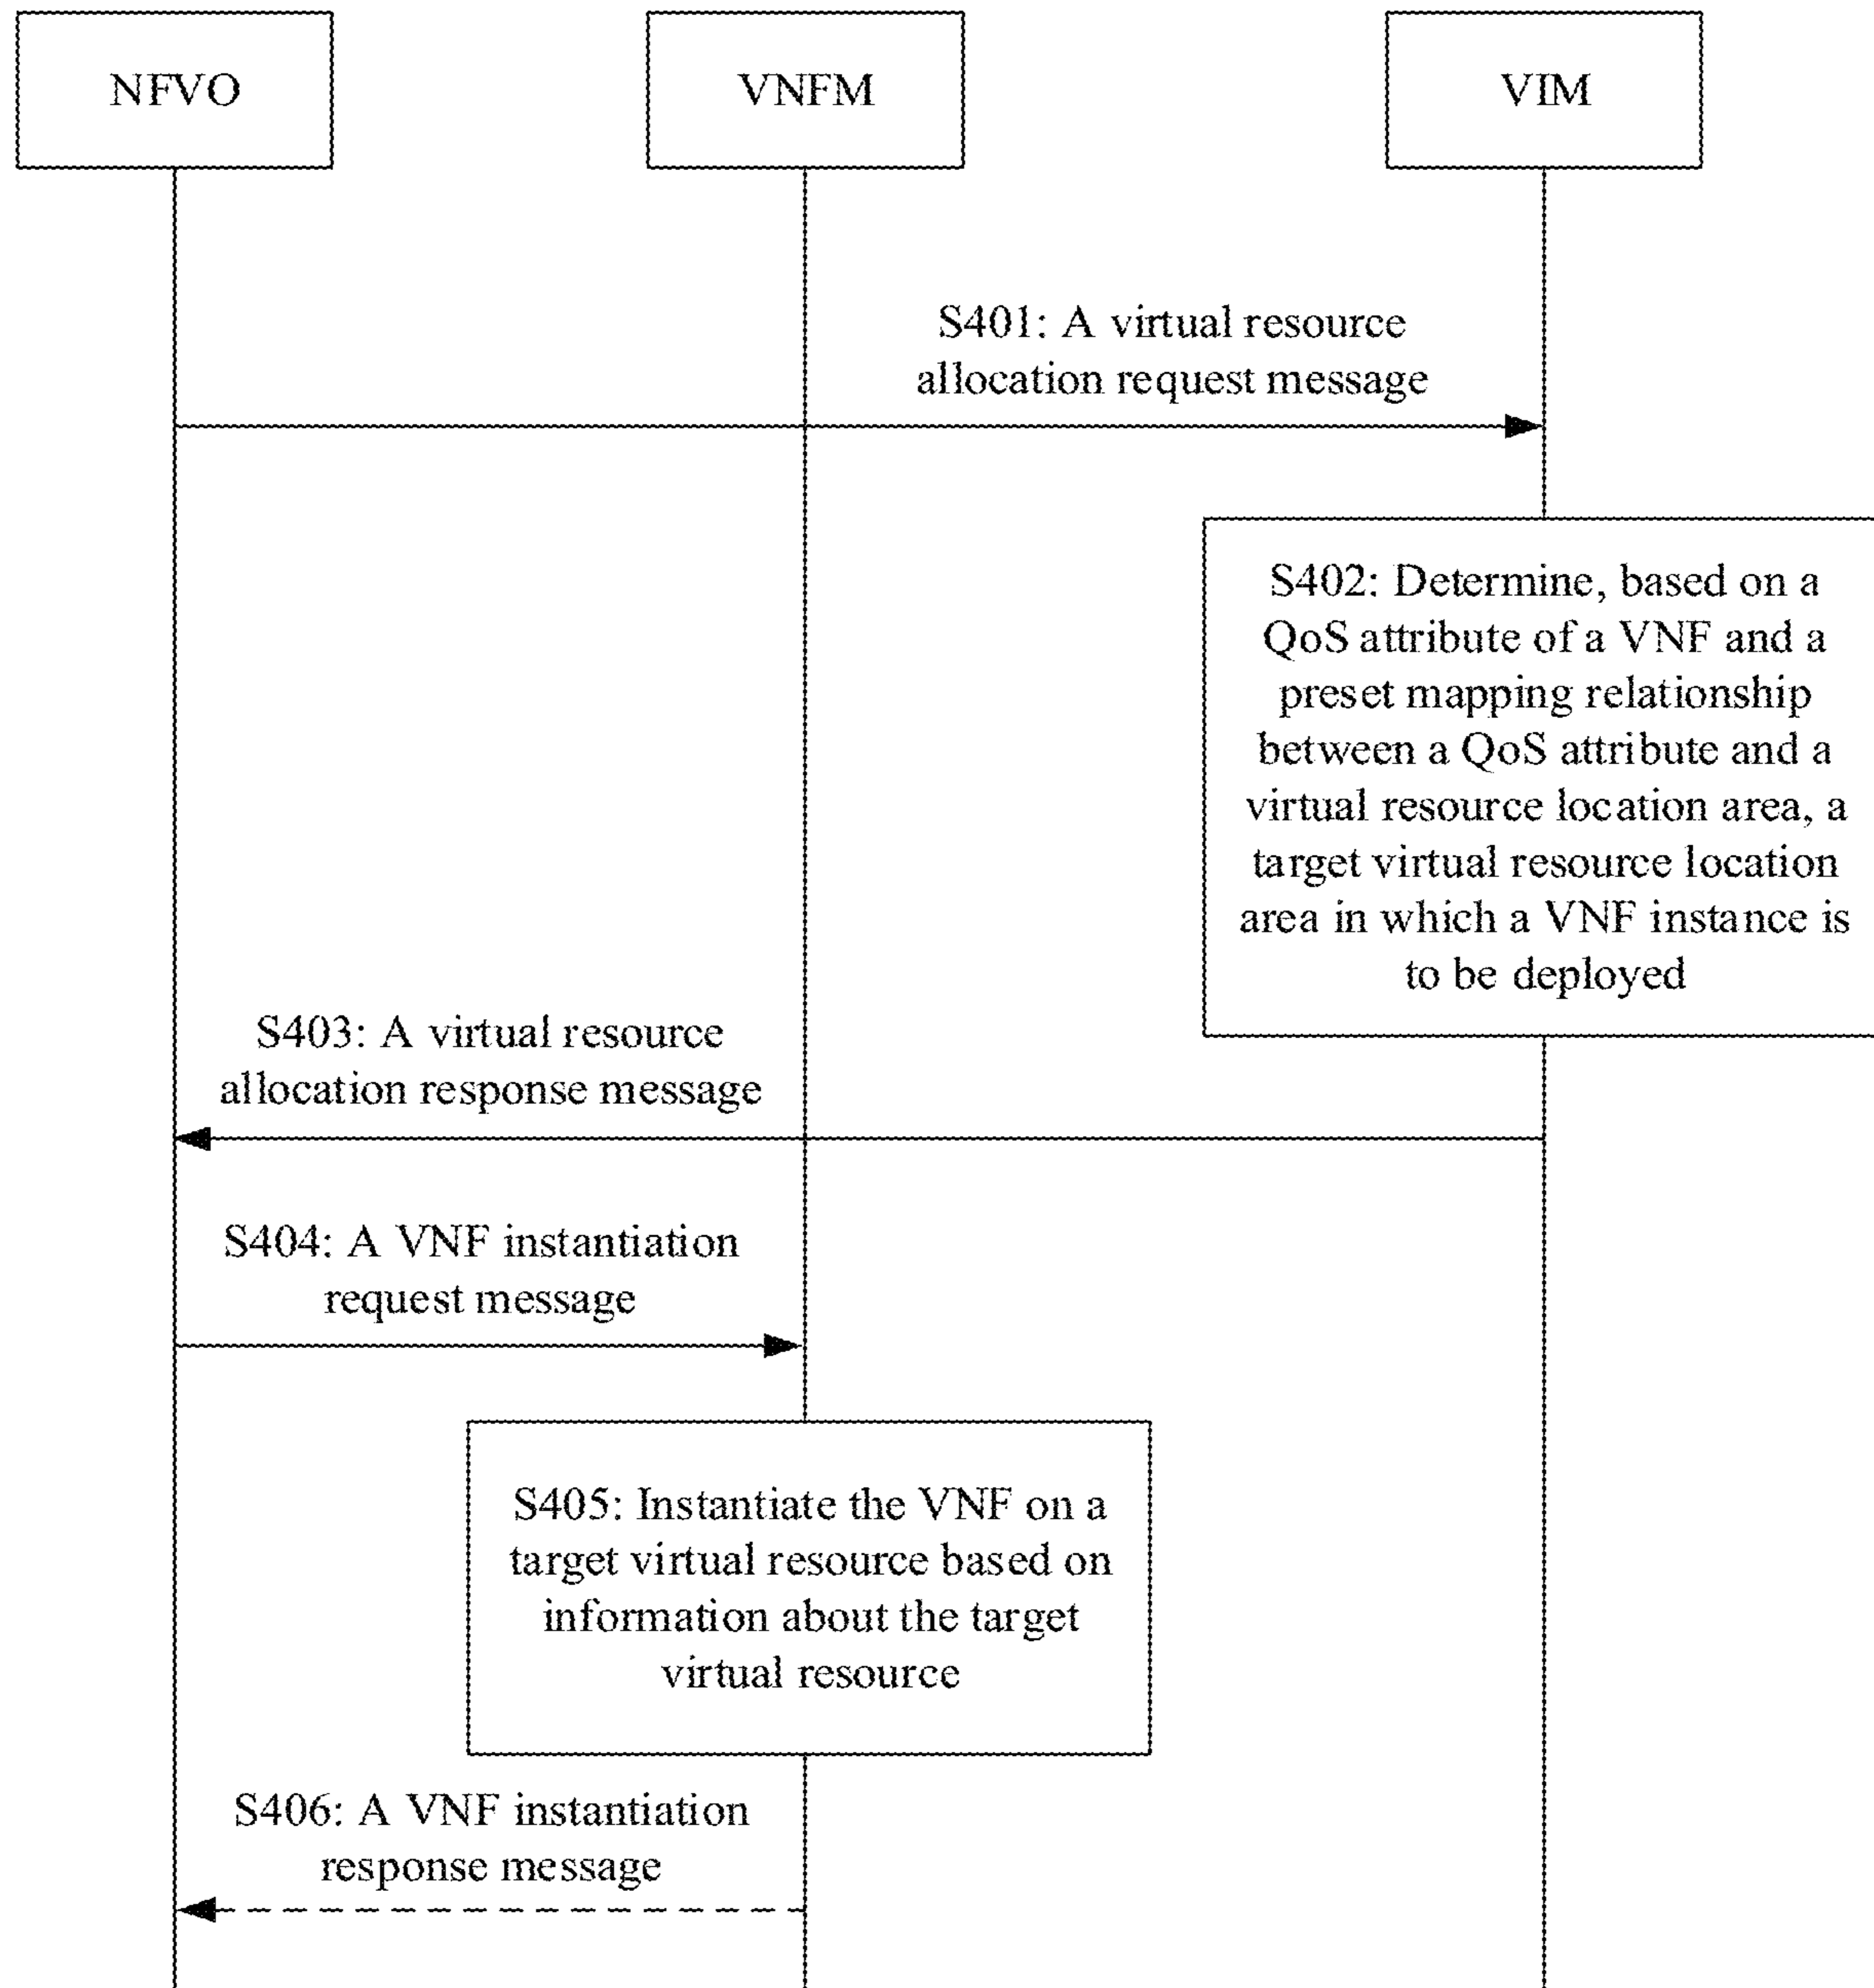 NFVO
VNFM
VIM
S401: A virtual resource
allocation request message
S402: Determine, based on a
QoS attribute of a VNF and a
preset mapping relationship
between a QoS attribute and a
virtual resource location area, a
target virtual resource location
area in which a VNF instance is
to be deployed
S403: A virtual resource
allocation response message
S404: A VNF instantiation
request message
S405: Instantiate the VNF on a
target virtual resource based on
information about the target
virtual resource
S406: A VNF instantiation
response message